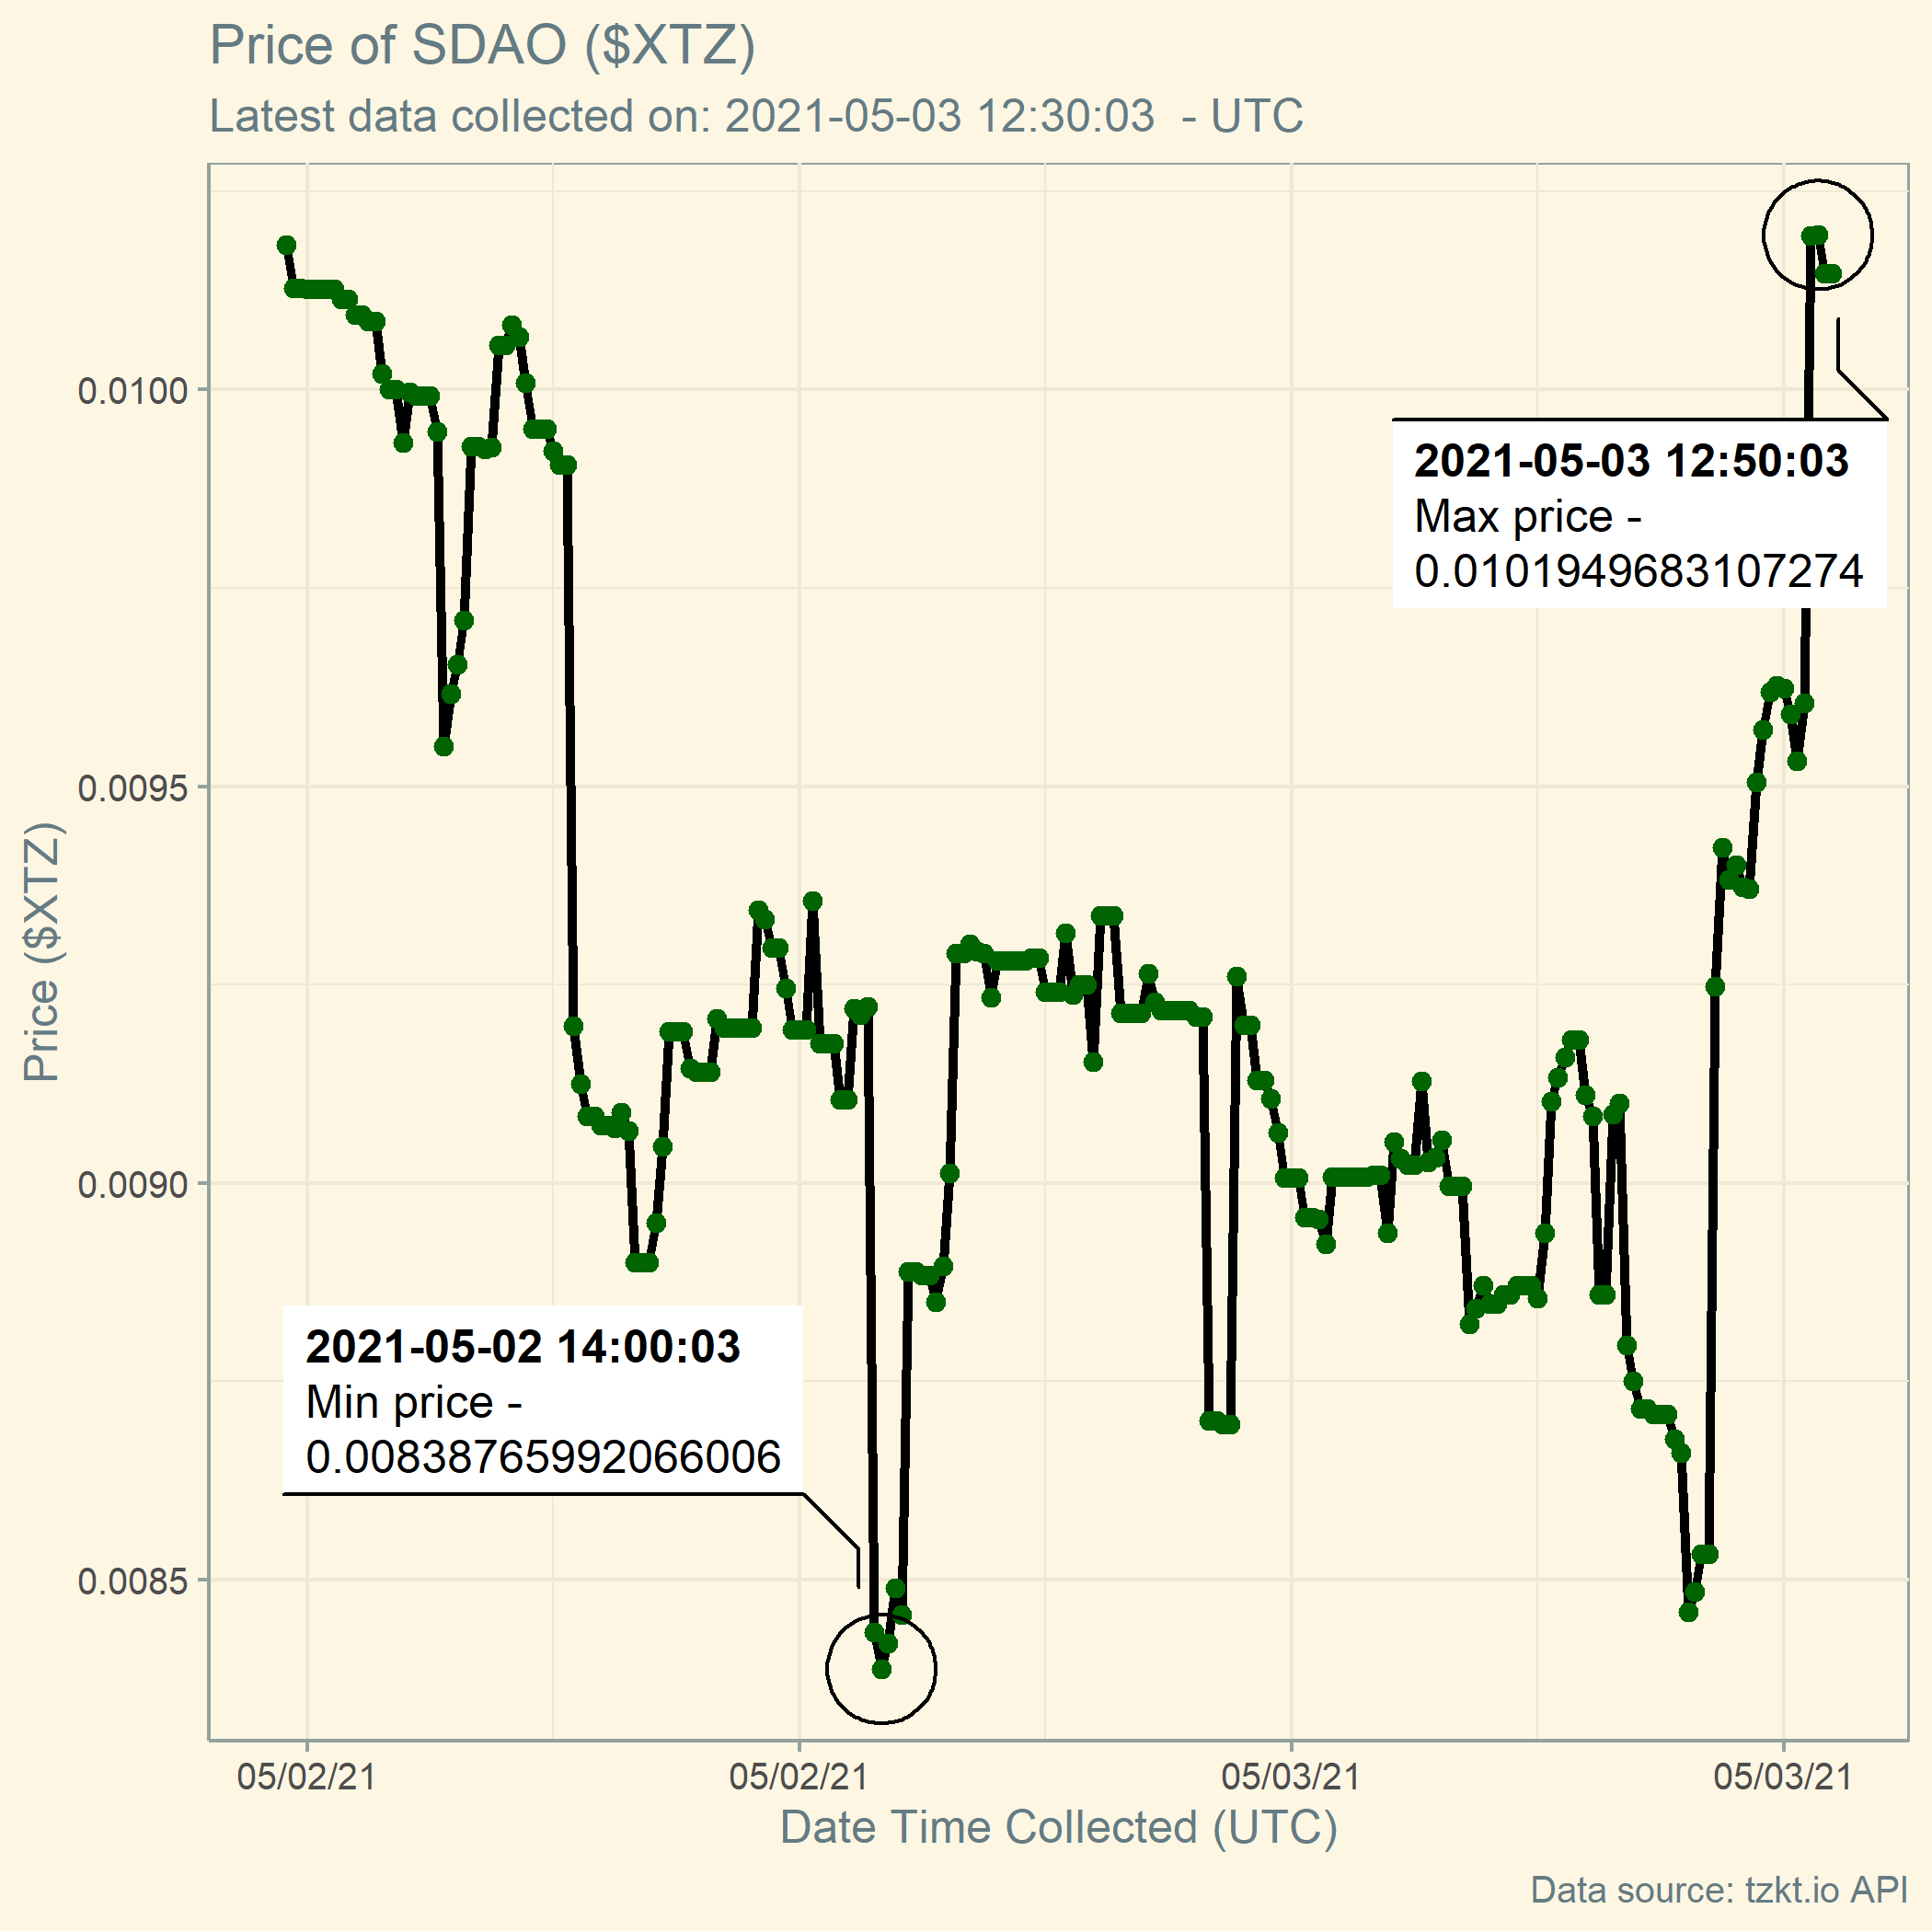 Price of SDAO ($XTZ)
Latest data collected on: 2021-05-03 12:30:03  - UTC
0.0100
0.0095
0.0090
0.0085
Price ($XTZ)
2021-05-03 12:50:03
Max price -
0.0101949683107274
2021-05-02 14:00:03
Min price -
0.00838765992066006
05/02/21
05/02/21
05/03/21
05/03/21
Date Time Collected (UTC)
Data source: tzkt.io API